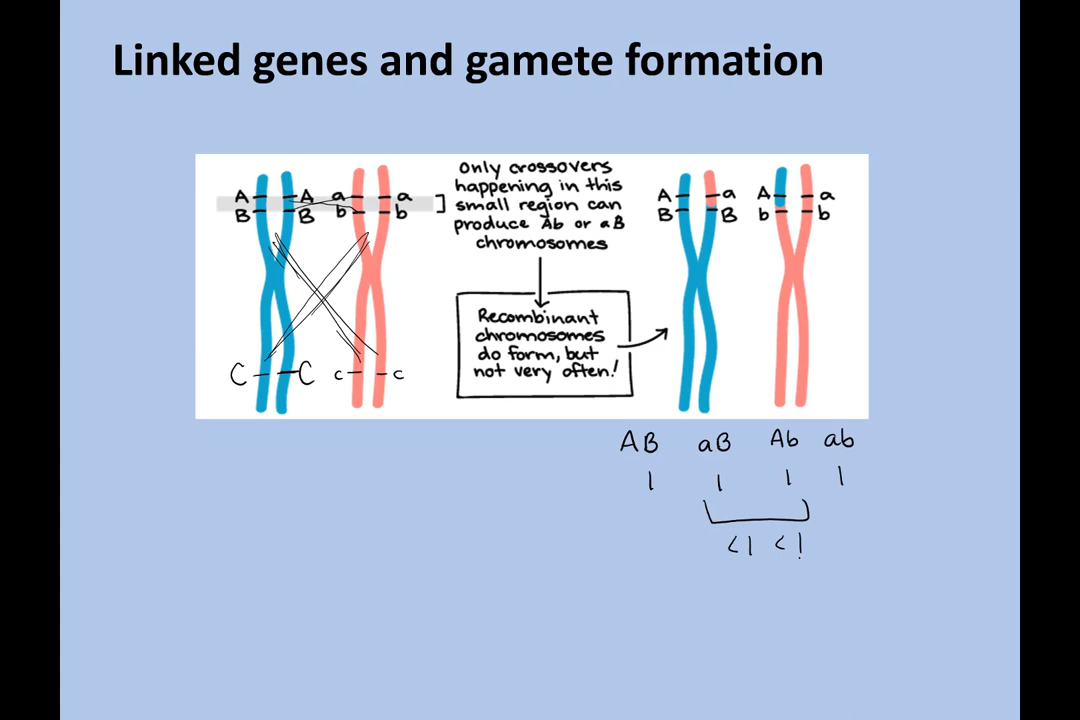 Linked genes and gamete formation
A A a a
B B b b
Only crossovers
happening in this
small region can
produce Ab or aB
chromosomes
Recombinant
chromosomes
do form, but
not very often!
C C c c
A a A a
B B b b
AB aB Ab ab
1 1 1 1
<1 <1